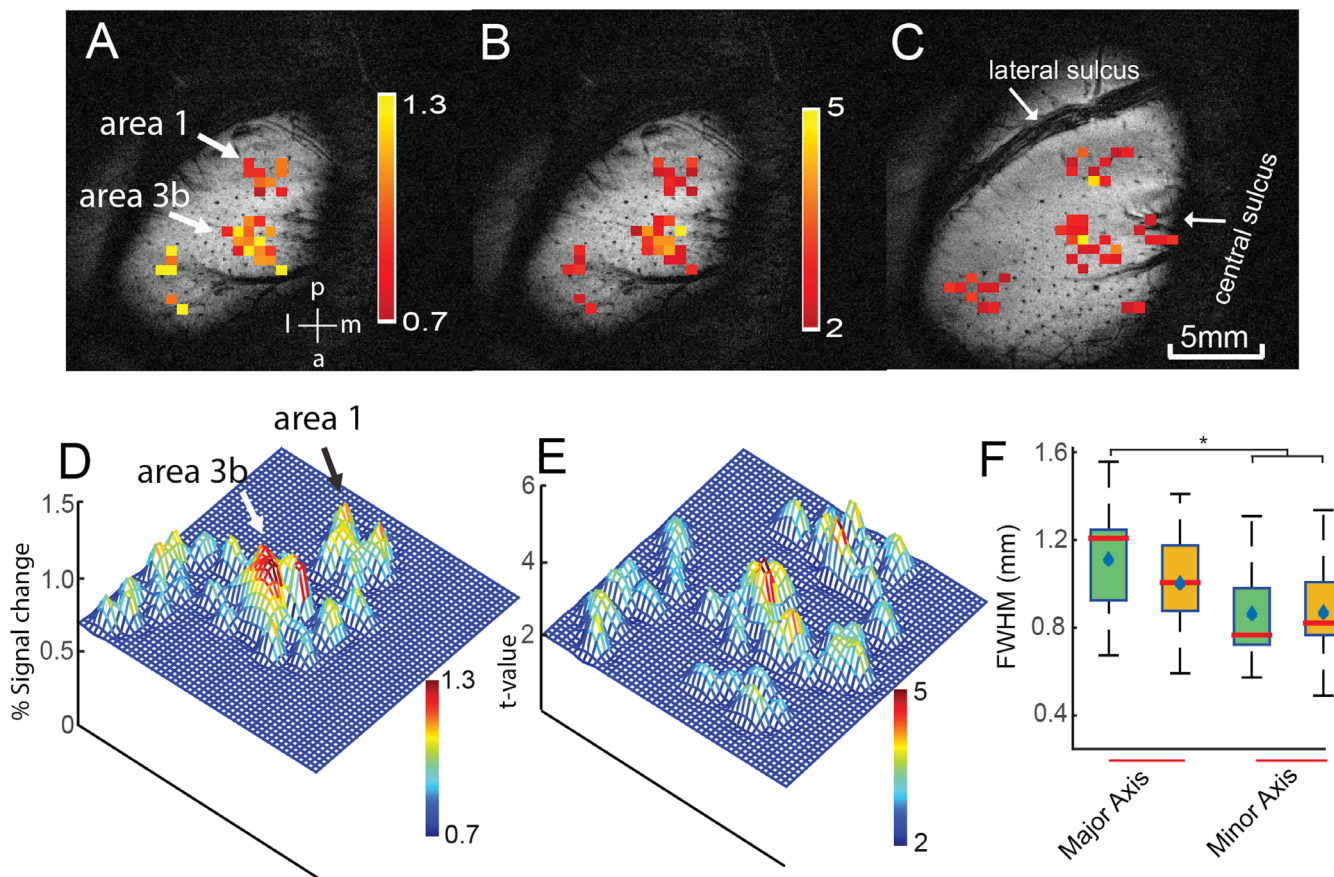 A
area 1
area 3b
1.3
0.7
p
l m
a
B
5
2
C
lateral sulcus
central sulcus
5mm
D
area 1
area 3b
% Signal change
1.5
1.0
0.5
0
1.3
0.7
E
t-value
6
4
2
5
2
F
*
FWHM (mm)
1.6
1.2
0.8
0.4
Major Axis
Minor Axis